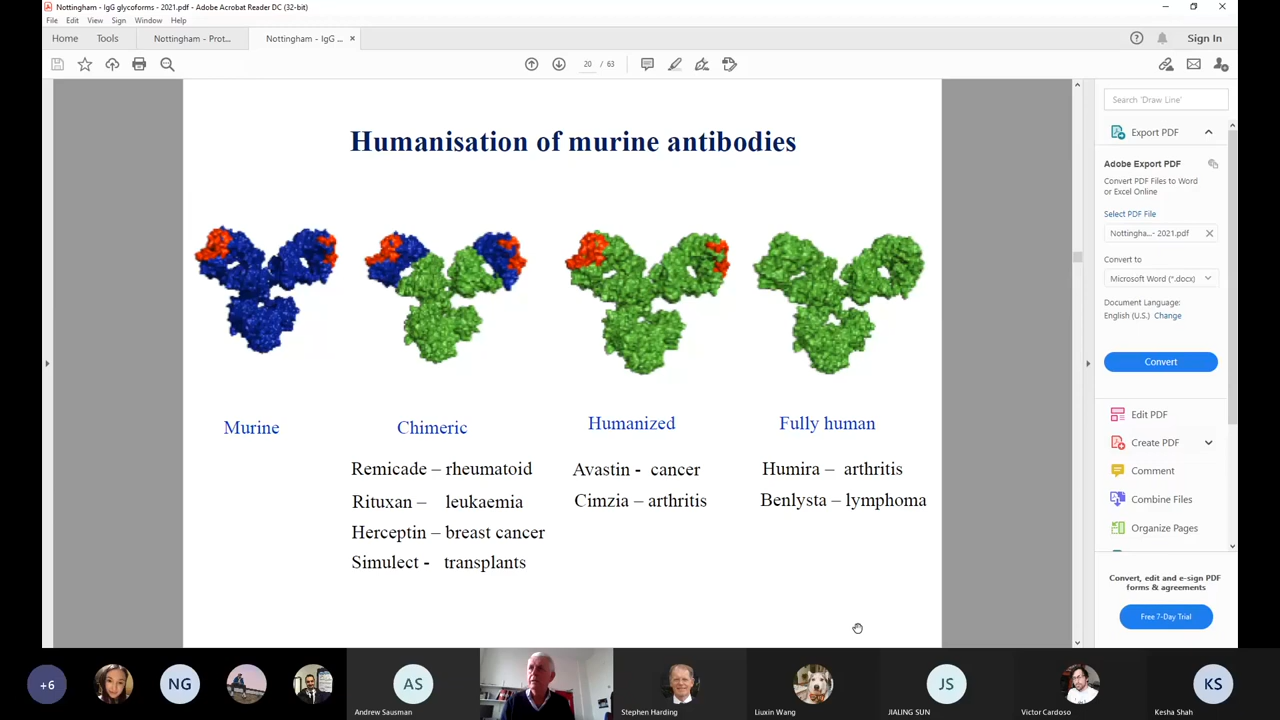 Nottingham - IgG glycoforms - 2021.pdf - Adobe Acrobat Reader DC (32-bit)
File Edit View Sign Window Help
Home Tools Nottingham - Prot... Nottingham - IgG ... × Sign In
20 / 63
Search 'Draw Line'
Export PDF
Adobe Export PDF
Convert PDF Files to Word
or Excel Online
Select PDF File
Nottingha...- 2021.pdf
Convert to
Microsoft Word (*.docx)
Document Language:
English (U.S.) Change
Convert
Edit PDF
Create PDF
Comment
Combine Files
Organize Pages
Convert, edit and e-sign PDF
forms & agreements
Free 7-Day Trial
Humanisation of murine antibodies
Murine Chimeric Humanized Fully human
Remicade – rheumatoid Avastin - cancer Humira – arthritis
Rituxan – leukaemia Cimzia – arthritis Benlysta – lymphoma
Herceptin – breast cancer
Simulect - transplants
+6 NG AS JS KS
Andrew Sausman Stephen Harding Liuxin Wang JIALING SUN Victor Cardoso Kesha Shah